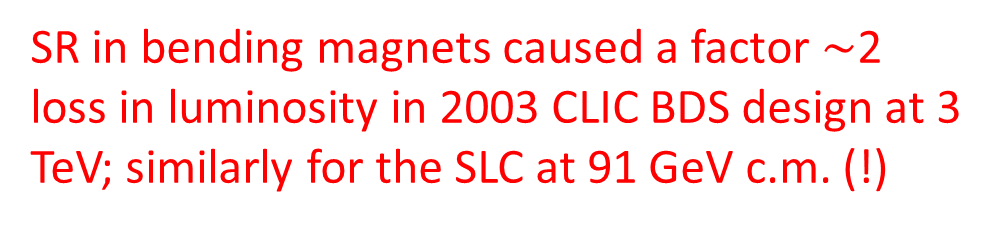 SR in bending magnets caused a factor ~2
loss in luminosity in 2003 CLIC BDS design at 3
TeV; similarly for the SLC at 91 GeV c.m. (!)